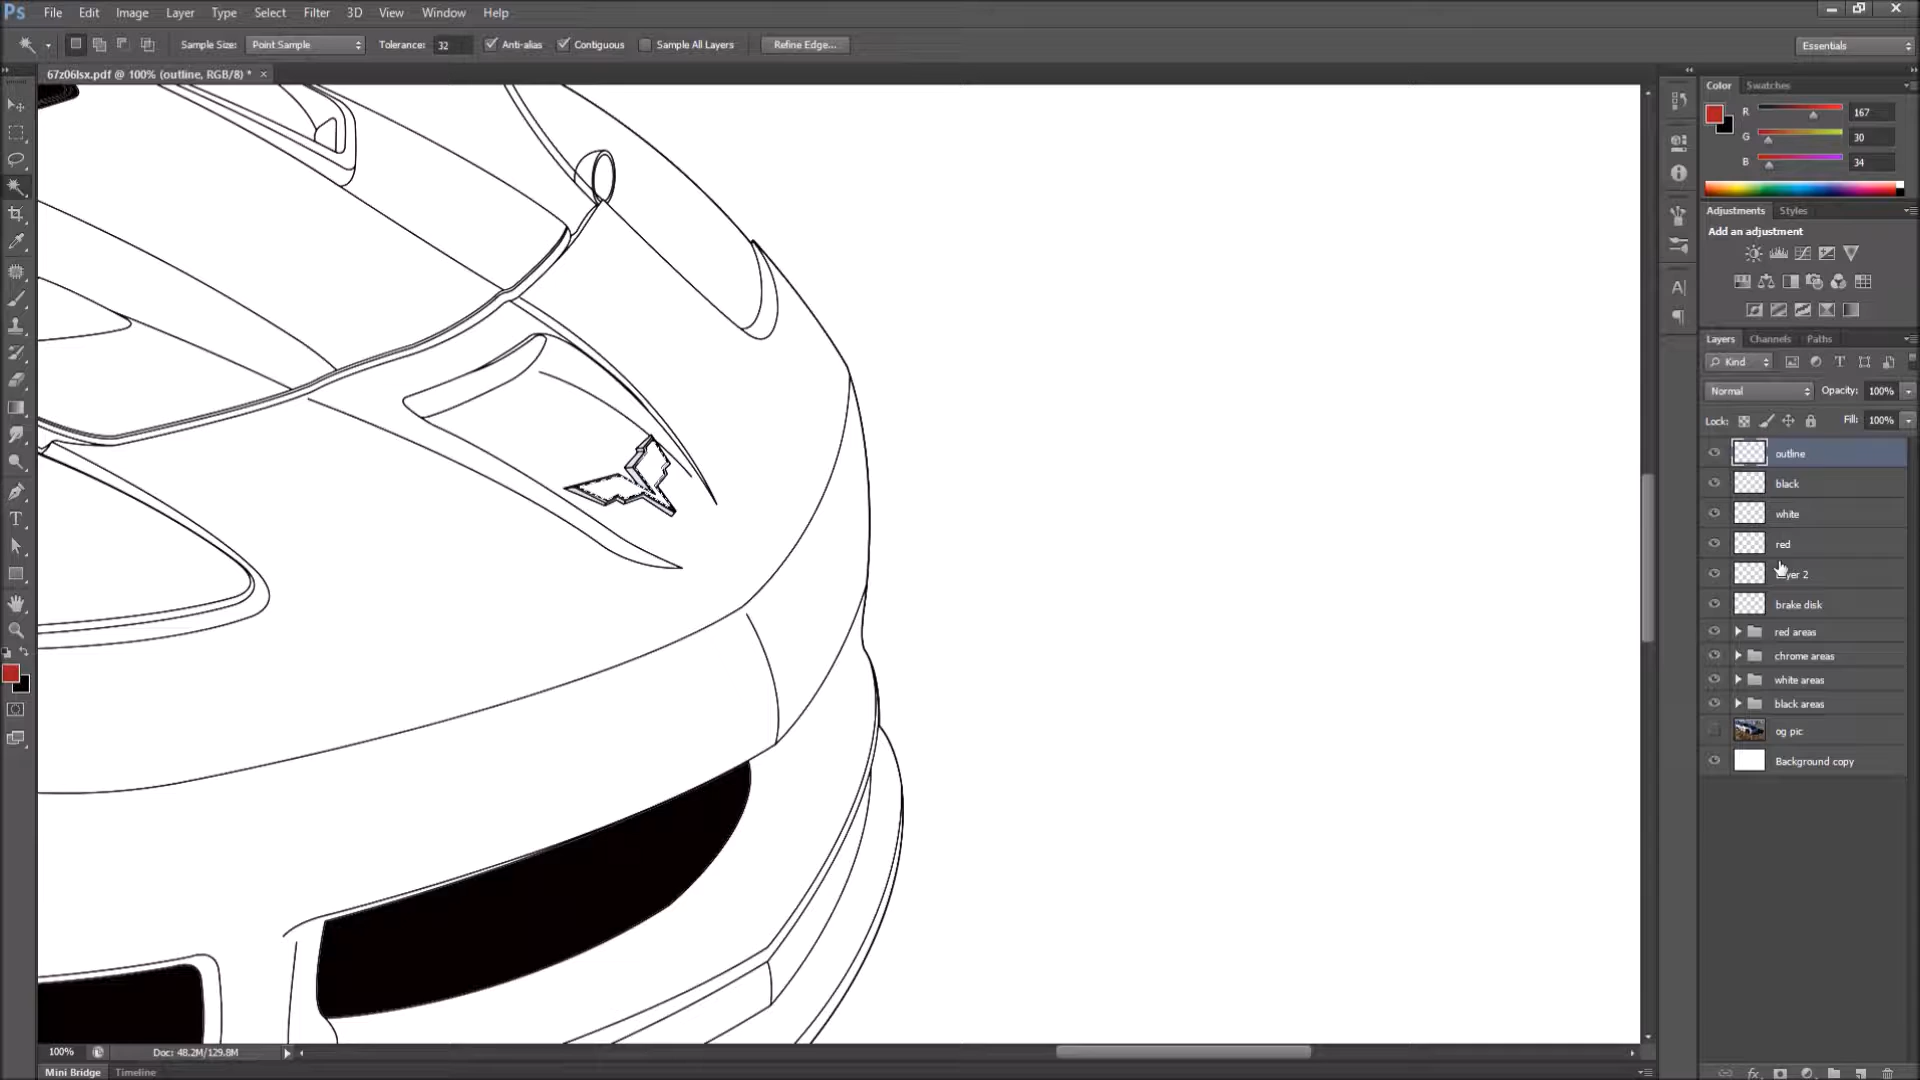 Ps File Edit Image Layer Type Select Filter 3D View Window Help
Sample Size: Point Sample Tolerance: 32 Anti-alias Contiguous Sample All Layers Refine Edge... Essentials
67z06lsx.pdf @ 100% (outline, RGB/8) * ×
Color Swatches
R 167
G 30
B 34
Adjustments Styles
Add an adjustment
Layers Channels Paths
Kind
Normal Opacity: 100%
Lock: Fill: 100%
outline
black
white
red
yer 2
brake disk
red areas
chrome areas
white areas
black areas
og pic
Background copy
100% Doc: 48.2M/129.8M
Mini Bridge Timeline